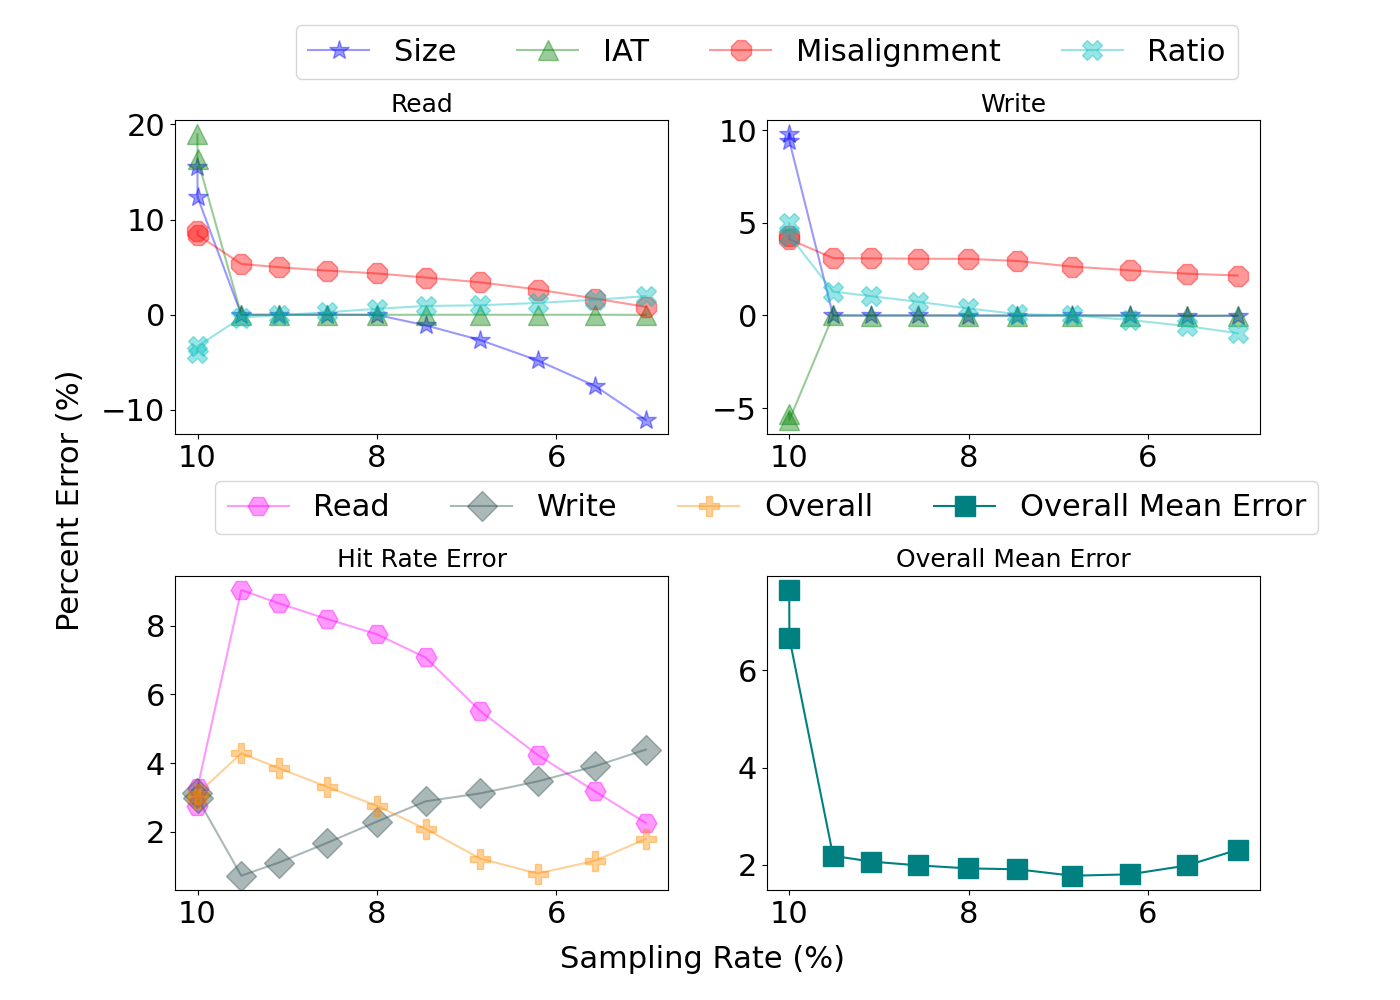 Size IAT Misalignment Ratio
Read Write
20
10
0
−10
10 8 6
10
5
0
−5
10 8 6
Percent Error (%)
Read Write Overall Overall Mean Error
Hit Rate Error Overall Mean Error
8
6
4
2
10 8 6
6
4
2
10 8 6
Sampling Rate (%)